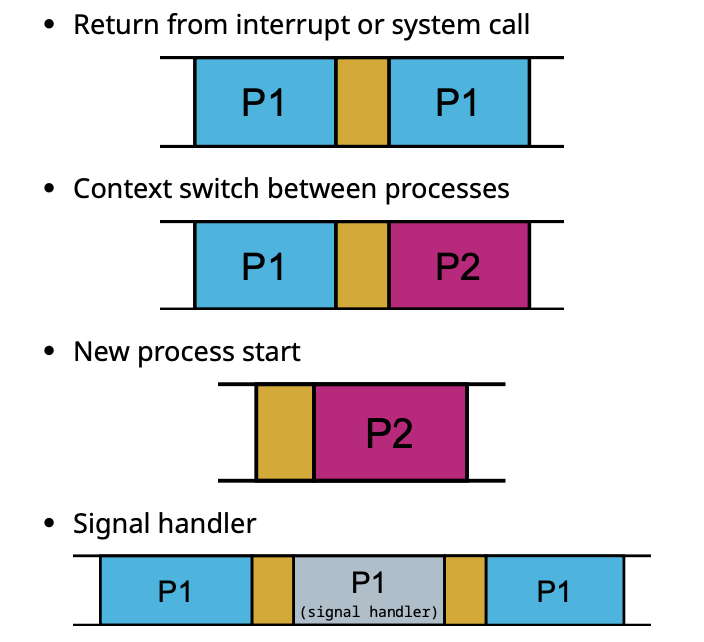 • Return from interrupt or system call
P1 P1
• Context switch between processes
P1 P2
• New process start
P2
• Signal handler
P1 P1 P1
(signal handler)